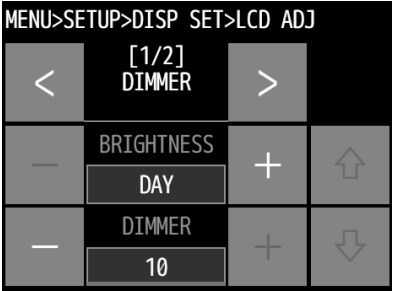 MENU>SETUP>DISP SET>LCD ADJ
< [1/2] >
DIMMER
− BRIGHTNESS +
DAY
− DIMMER +
10